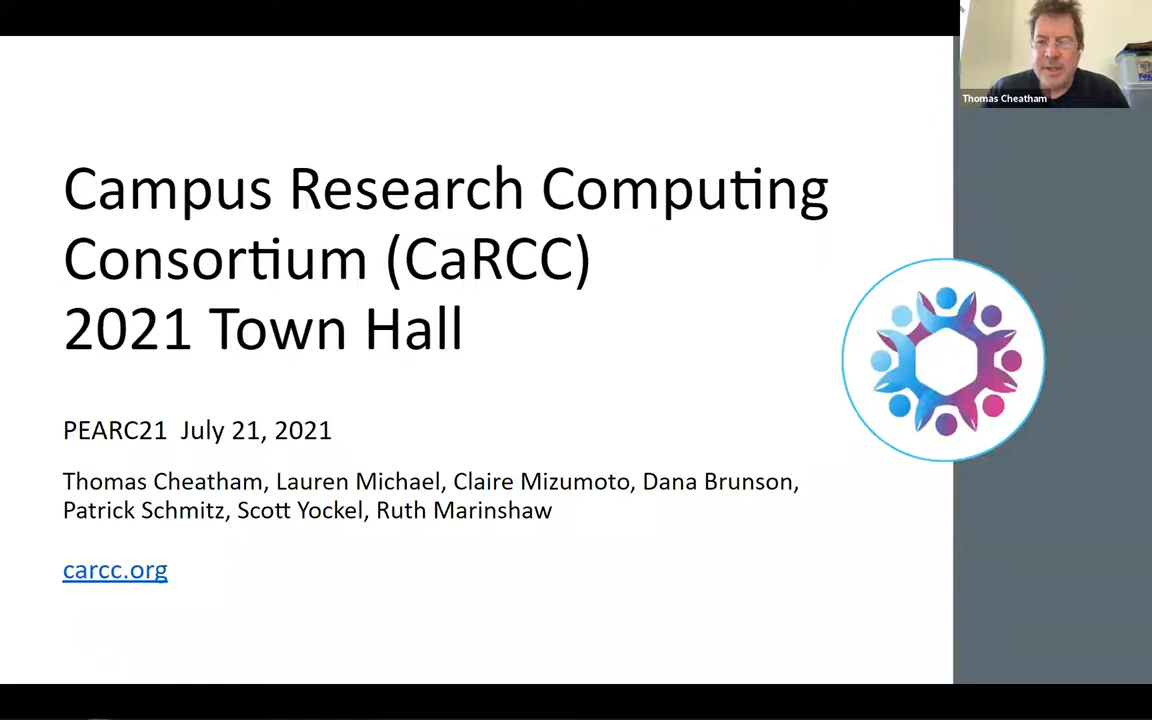 Thomas Cheatham
Campus Research Computing
Consortium (CaRCC)
2021 Town Hall
PEARC21 July 21, 2021
Thomas Cheatham, Lauren Michael, Claire Mizumoto, Dana Brunson,
Patrick Schmitz, Scott Yockel, Ruth Marinshaw
carcc.org